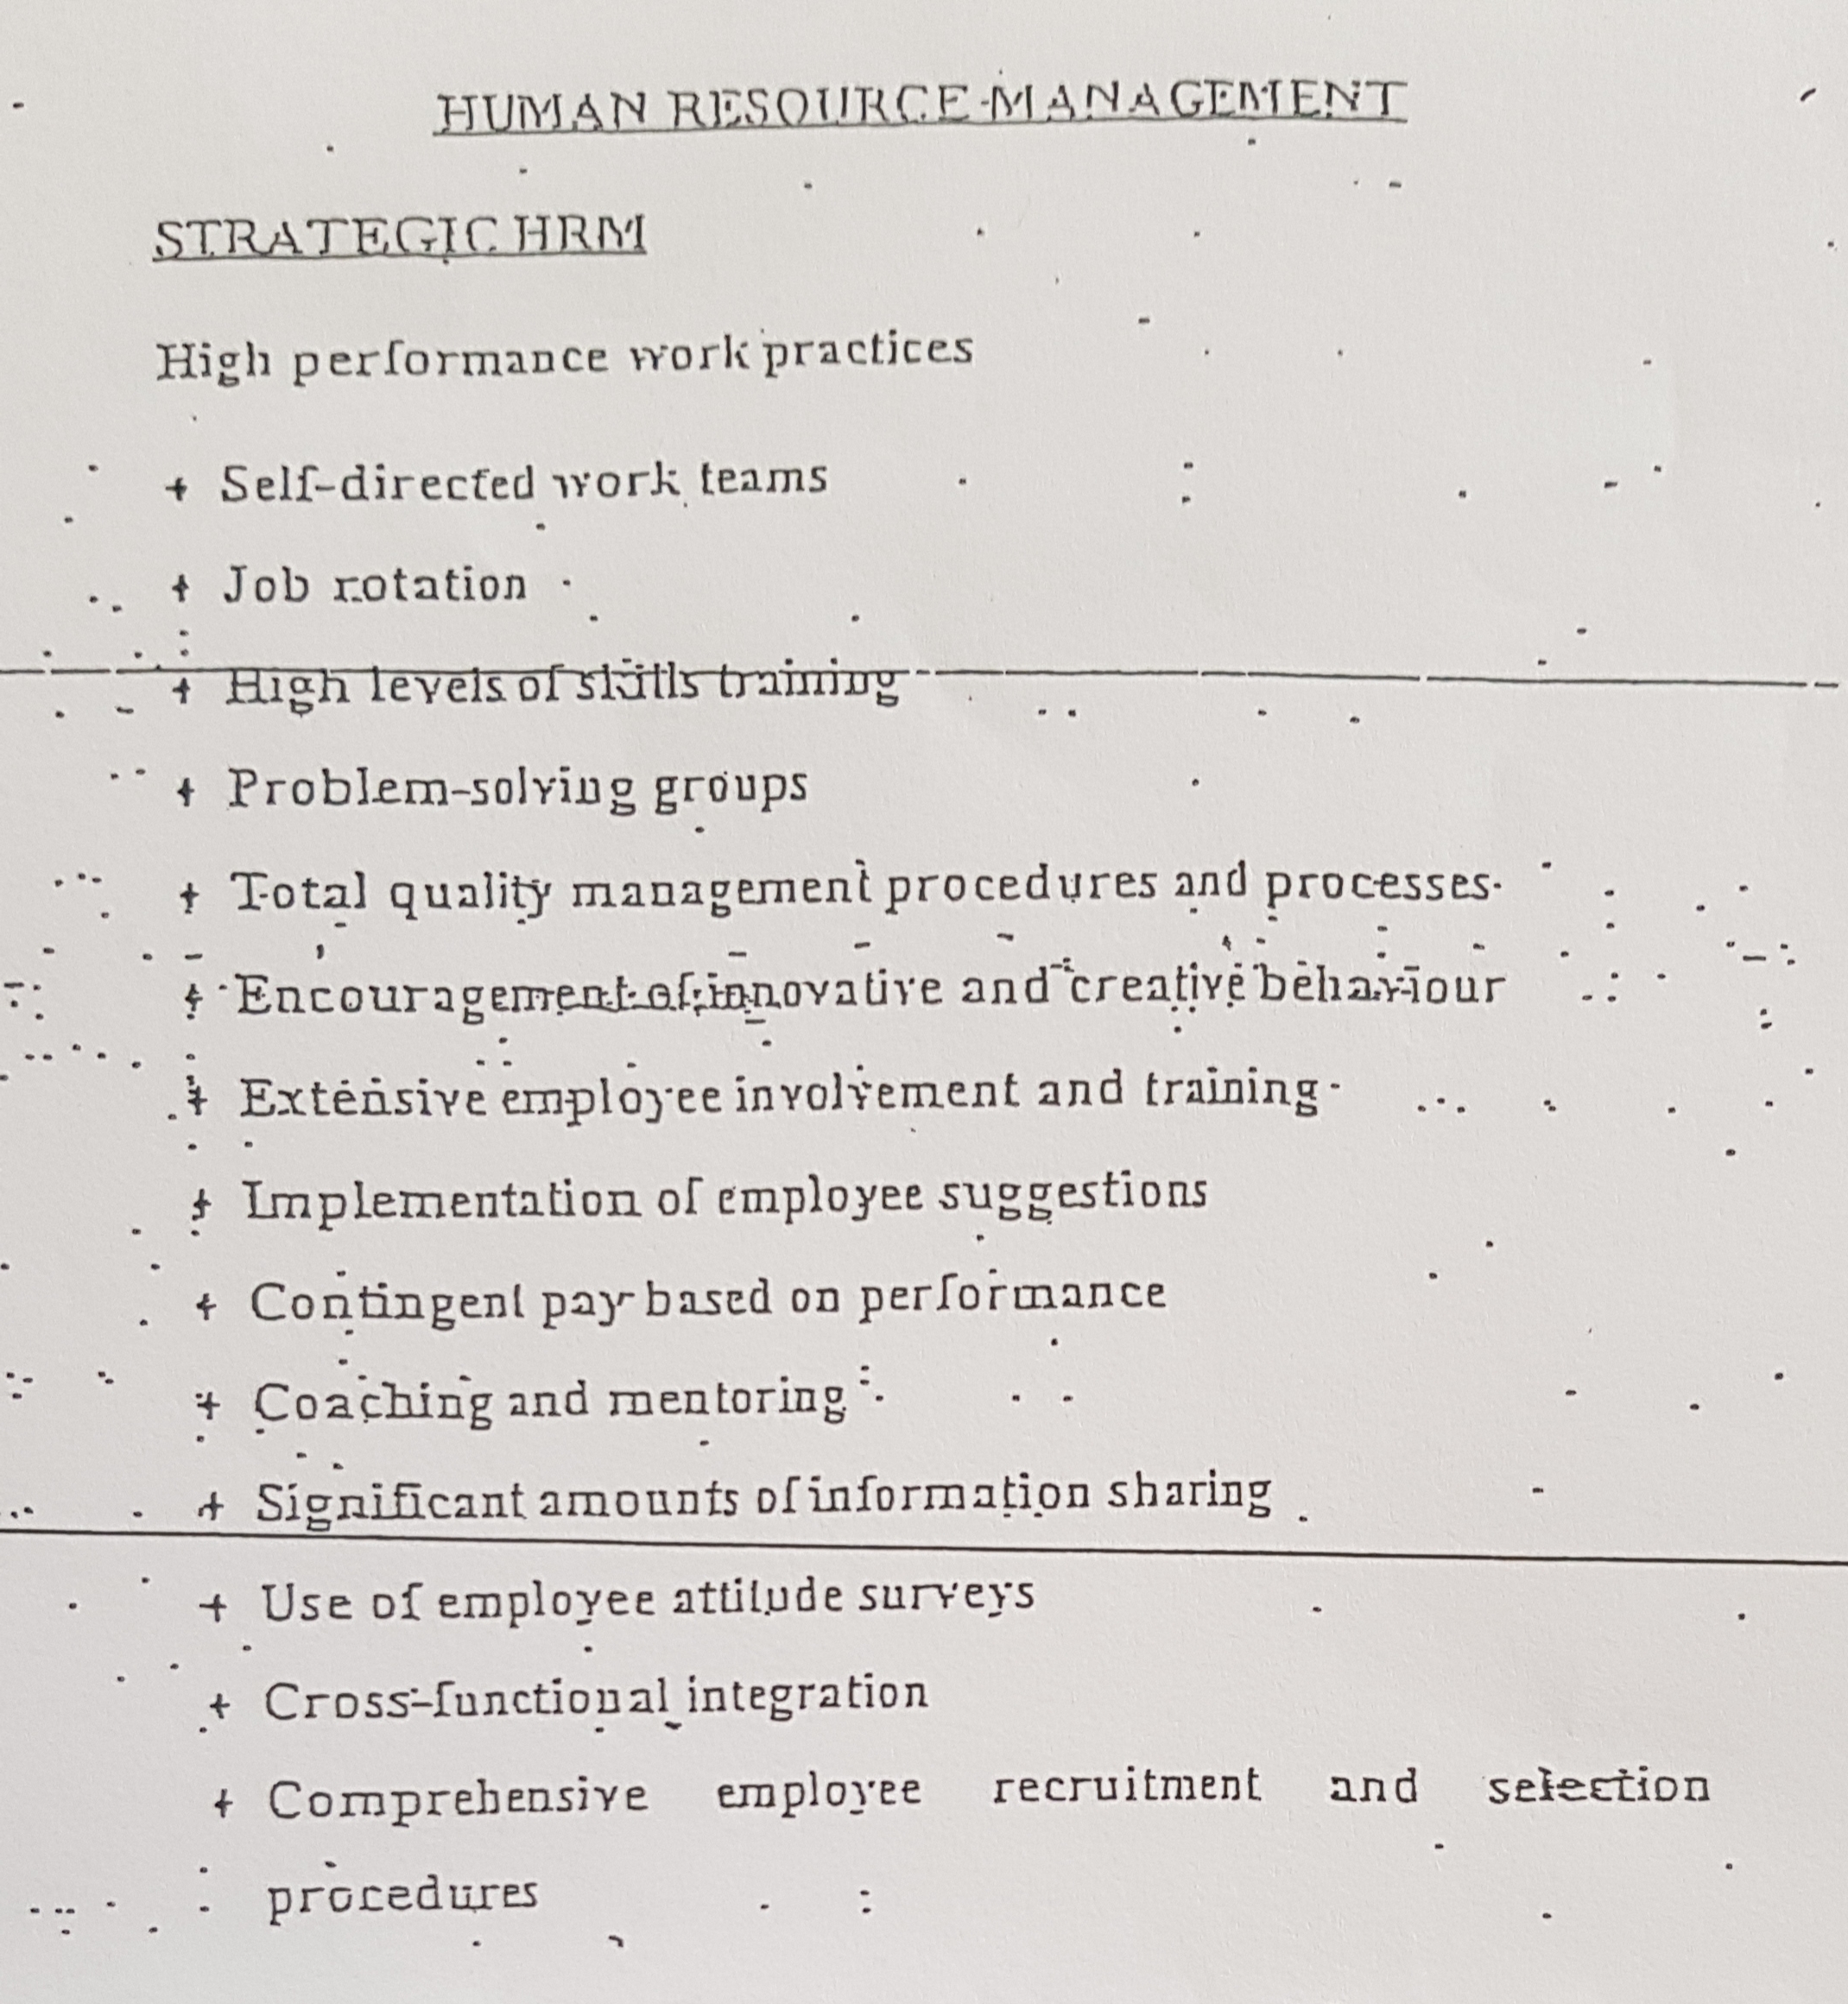 HUMAN RESOURCE MANAGEMENT
STRATEGIC HRM
High performance work practices
+ Self-directed work teams
+ Job rotation
+ High levels of skills training
+ Problem-solving groups
+ Total quality management procedures and processes
+ Encouragement of innovative and creative behaviour
+ Extensive employee involvement and training
+ Implementation of employee suggestions
+ Contingent pay based on performance
+ Coaching and mentoring
+ Significant amounts of information sharing
+ Use of employee attitude surveys
+ Cross-functional integration
+ Comprehensive employee recruitment and selection
procedures